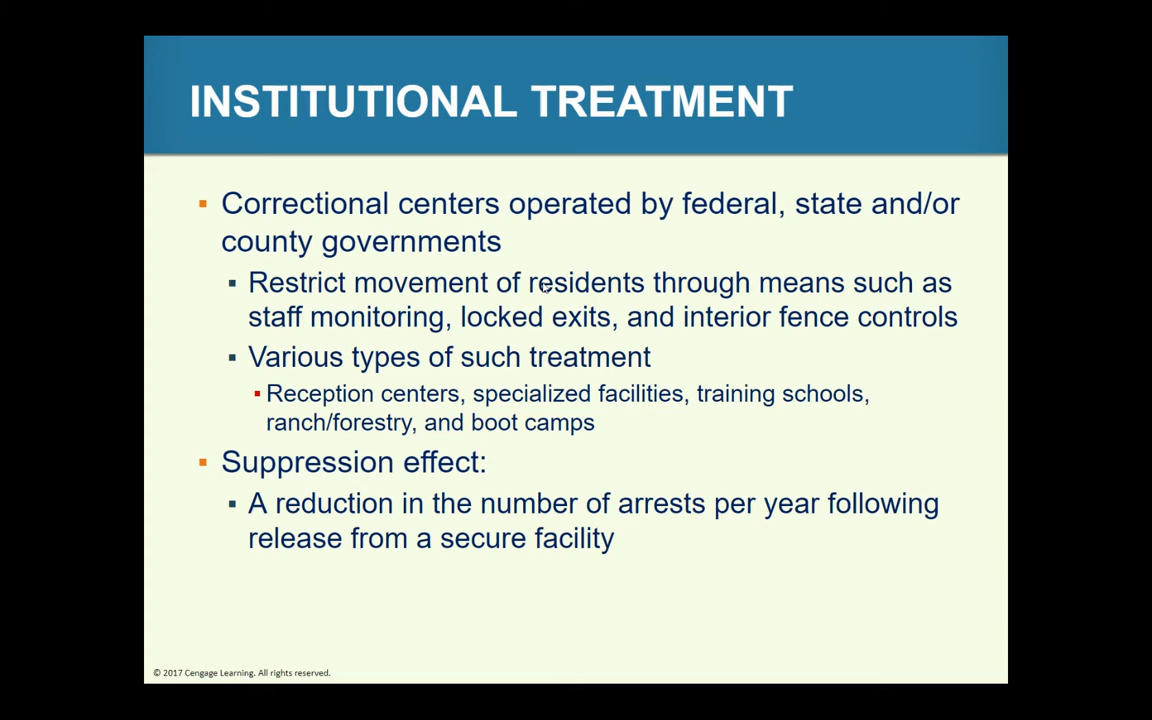 INSTITUTIONAL TREATMENT
Correctional centers operated by federal, state and/or
county governments
Restrict movement of residents through means such as
staff monitoring, locked exits, and interior fence controls
Various types of such treatment
Reception centers, specialized facilities, training schools,
ranch/forestry, and boot camps
Suppression effect:
A reduction in the number of arrests per year following
release from a secure facility
© 2017 Cengage Learning. All rights reserved.